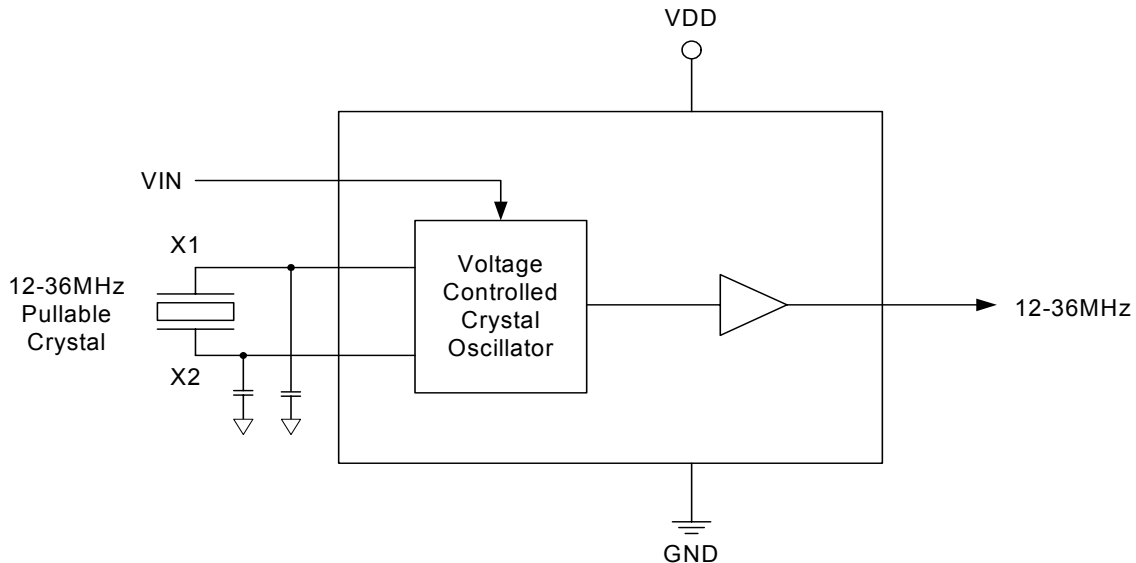 VDD
VIN
X1
12-36MHz
Pullable
Crystal
X2
Voltage
Controlled
Crystal
Oscillator
12-36MHz
GND